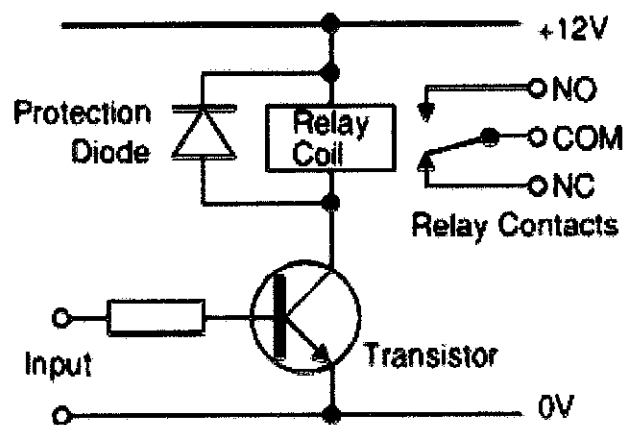 +12V
Protection
Diode
Relay
Coil
NO
COM
NC
Relay Contacts
Input
Transistor
0V